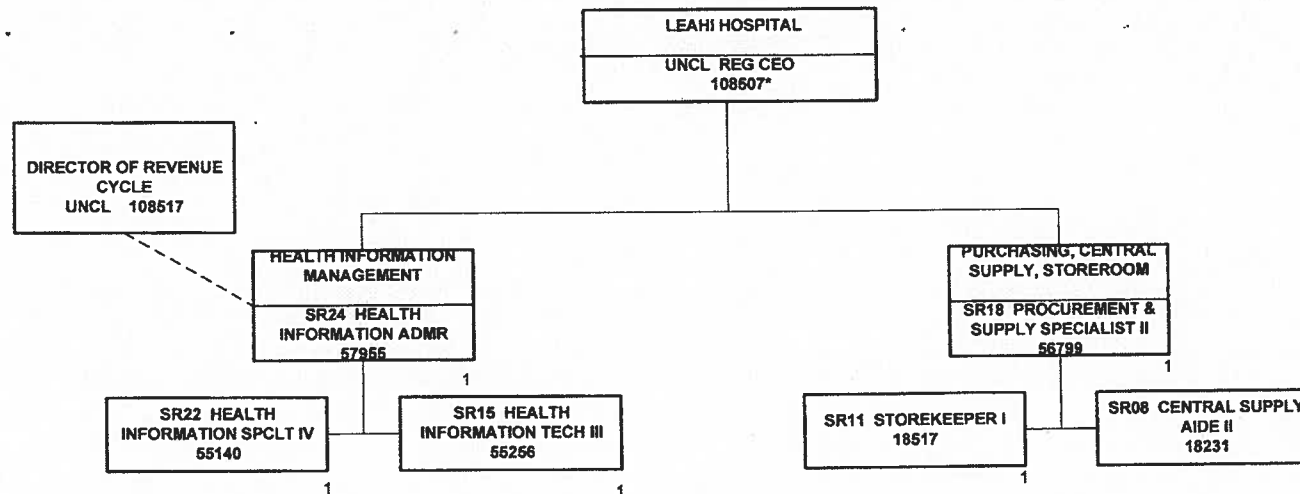 LEAHI HOSPITAL
UNCL REG CEO
108507*
DIRECTOR OF REVENUE
CYCLE
UNCL 108517
HEALTH INFORMATION
MANAGEMENT
SR24 HEALTH
INFORMATION ADMR
57955
1
PURCHASING, CENTRAL
SUPPLY, STOREROOM
SR18 PROCUREMENT &
SUPPLY SPECIALIST II
56799
1
SR22 HEALTH
INFORMATION SPCLT IV
55140
1
SR15 HEALTH
INFORMATION TECH III
55256
1
SR11 STOREKEEPER I
18517
1
SR08 CENTRAL SUPPLY
AIDE II
18231